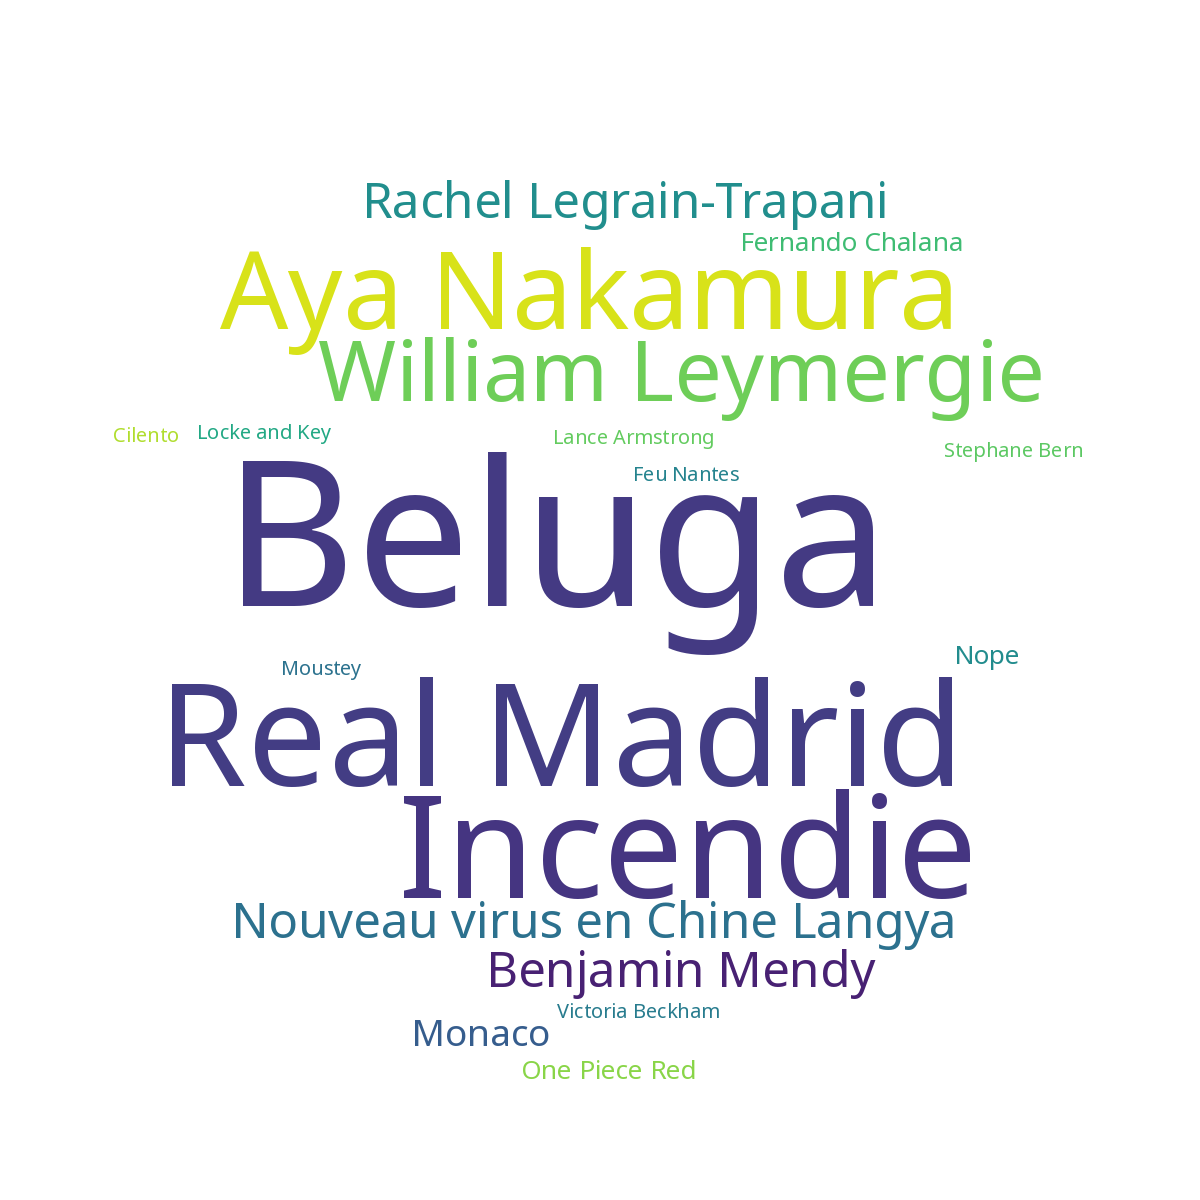 Rachel Legrain-Trapani
Fernando Chalana
Aya Nakamura
William Leymergie
Cilento
Locke and Key
Lance Armstrong
Stephane Bern
Feu Nantes
Beluga
Nope
Moustey
Real Madrid
Incendie
Nouveau virus en Chine Langya
Benjamin Mendy
Victoria Beckham
Monaco
One Piece Red